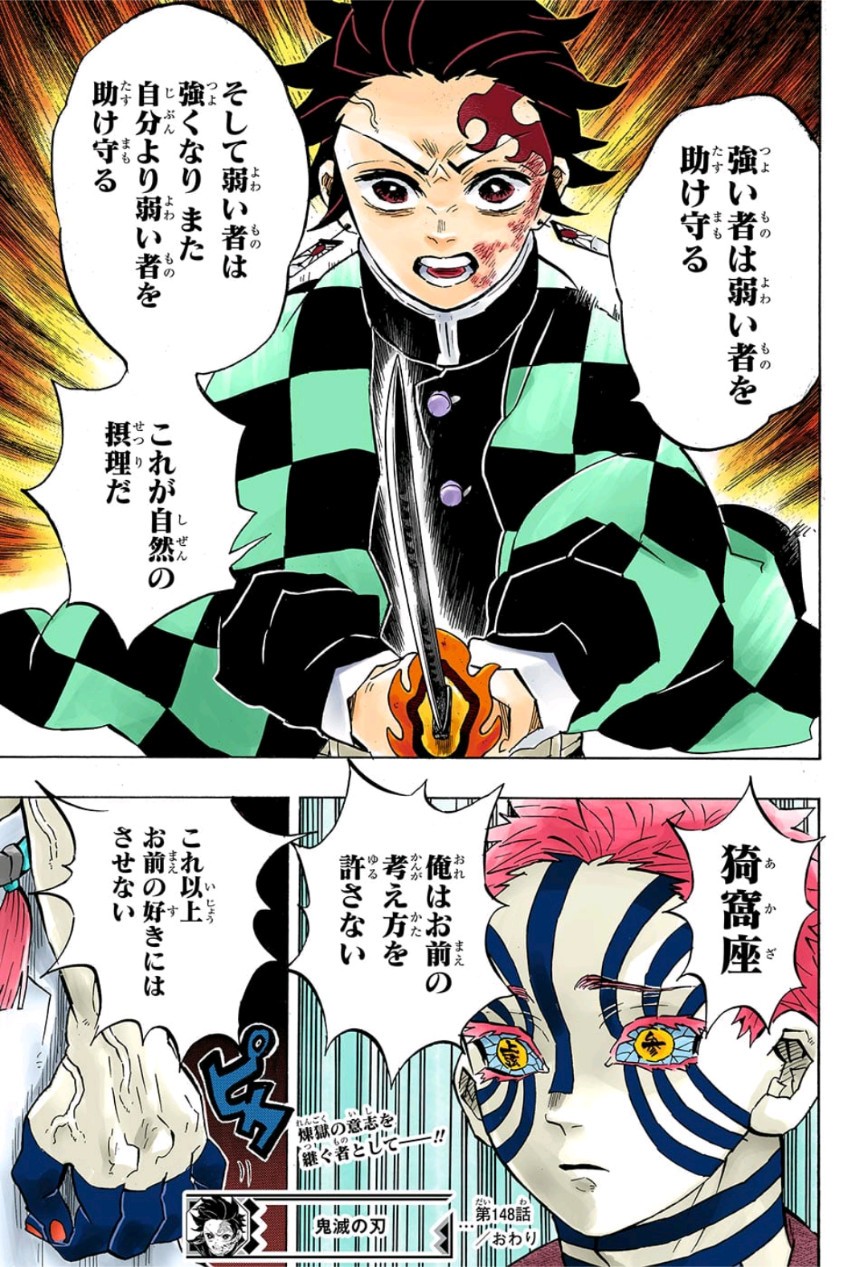 強い者は弱い者を
助け守る
そして弱い者は
強くなり また
自分より弱い者を
助け守る
これが自然の
摂理だ
猗窩座
俺はお前の
考え方を
許さない
これ以上
お前の好きには
させない
ピキ
上弦
参
煉獄の意志を
継ぐ者として──!!
鬼滅の刃
…第148話
／おわり